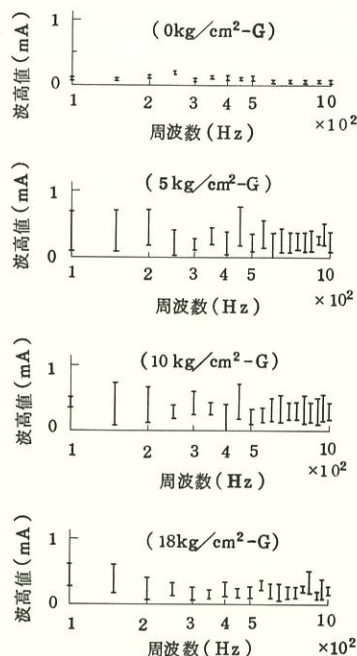 (0kg/cm²-G)
波高値(mA)
1
0
1 2 3 4 5 10
×10²
周波数(Hz)
(5kg/cm²-G)
波高値(mA)
1
0
1 2 3 4 5 10
×10²
周波数(Hz)
(10kg/cm²-G)
波高値(mA)
1
0
1 2 3 4 5 10
×10²
周波数(Hz)
(18kg/cm²-G)
波高値(mA)
1
0
1 2 3 4 5 10
×10²
周波数(Hz)